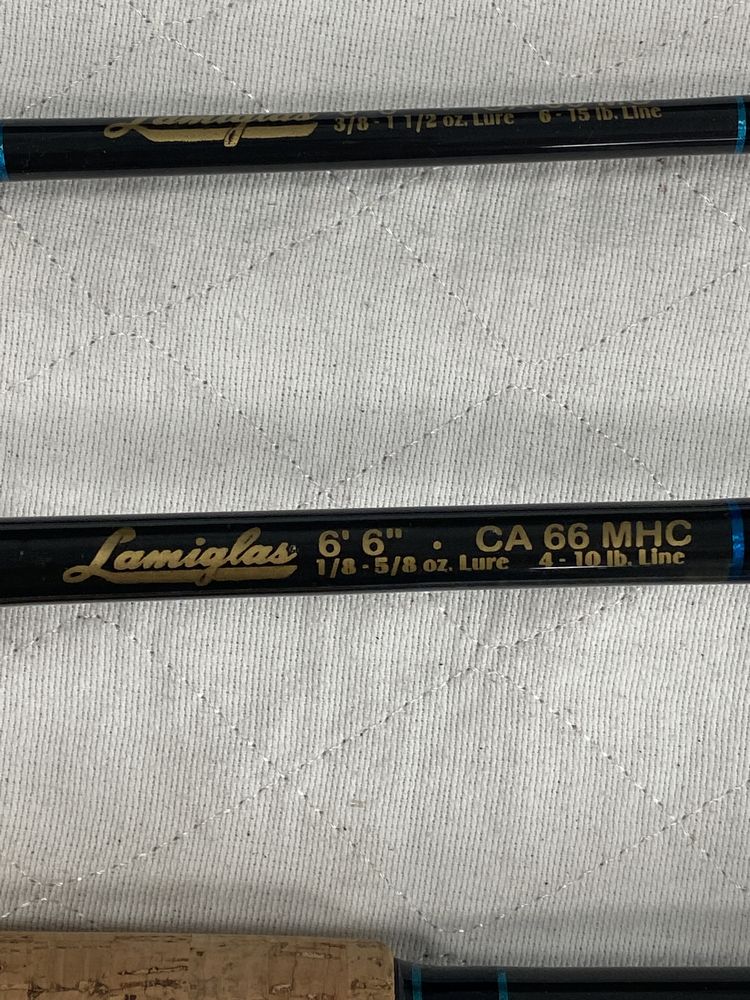 Lamiglas
3/8 - 1 1/2 oz. Lure 6 - 15 lb. Line
Lamiglas 6' 6" . CA 66 MHC
1/8 - 5/8 oz. Lure 4 - 10 lb. Line